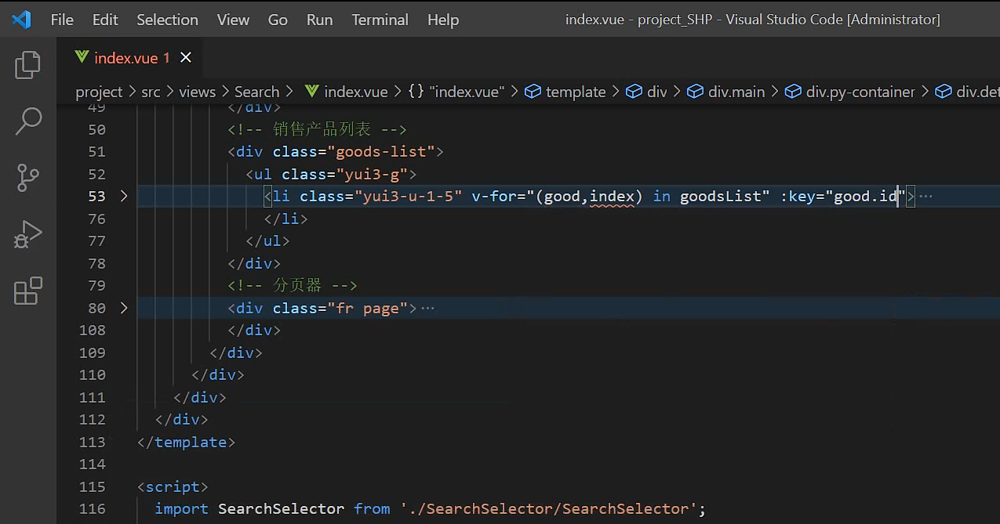 File Edit Selection View Go Run Terminal Help index.vue - project_SHP - Visual Studio Code [Administrator]
index.vue 1
project > src > views > Search > index.vue > {} "index.vue" > template > div > div.main > div.py-container > div.det
49 </div>
50 <!-- 销售产品列表 -->
51 <div class="goods-list">
52 <ul class="yui3-g">
53 <li class="yui3-u-1-5" v-for="(good,index) in goodsList" :key="good.id">···
76 </li>
77 </ul>
78 </div>
79 <!-- 分页器 -->
80 <div class="fr page">···
108 </div>
109 </div>
110 </div>
111 </div>
112 </div>
113 </template>
114
115 <script>
116 import SearchSelector from './SearchSelector/SearchSelector';